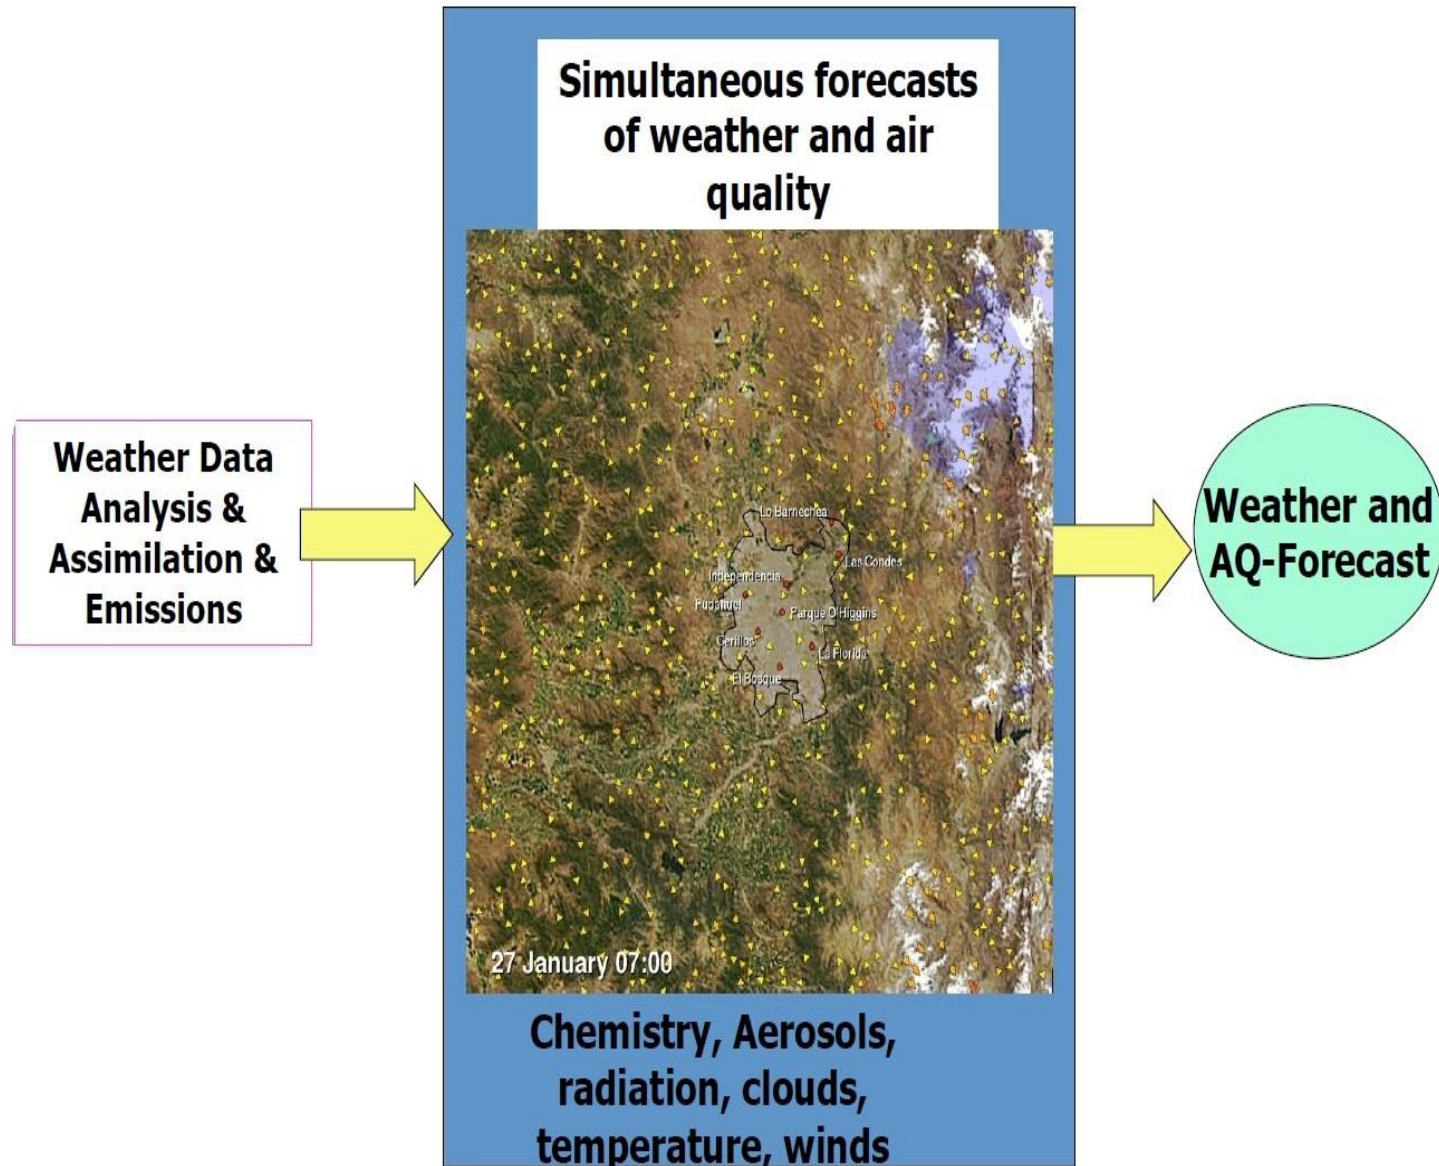 Simultaneous forecasts
of weather and air
quality
Weather Data
Analysis &
Assimilation &
Emissions
Lo Barnechea
Las Condes
Independencia
Pudahuel
Parque O'Higgins
Cerillos
La Florida
El Bosque
27 January 07:00
Weather and
AQ-Forecast
Chemistry, Aerosols,
radiation, clouds,
temperature, winds